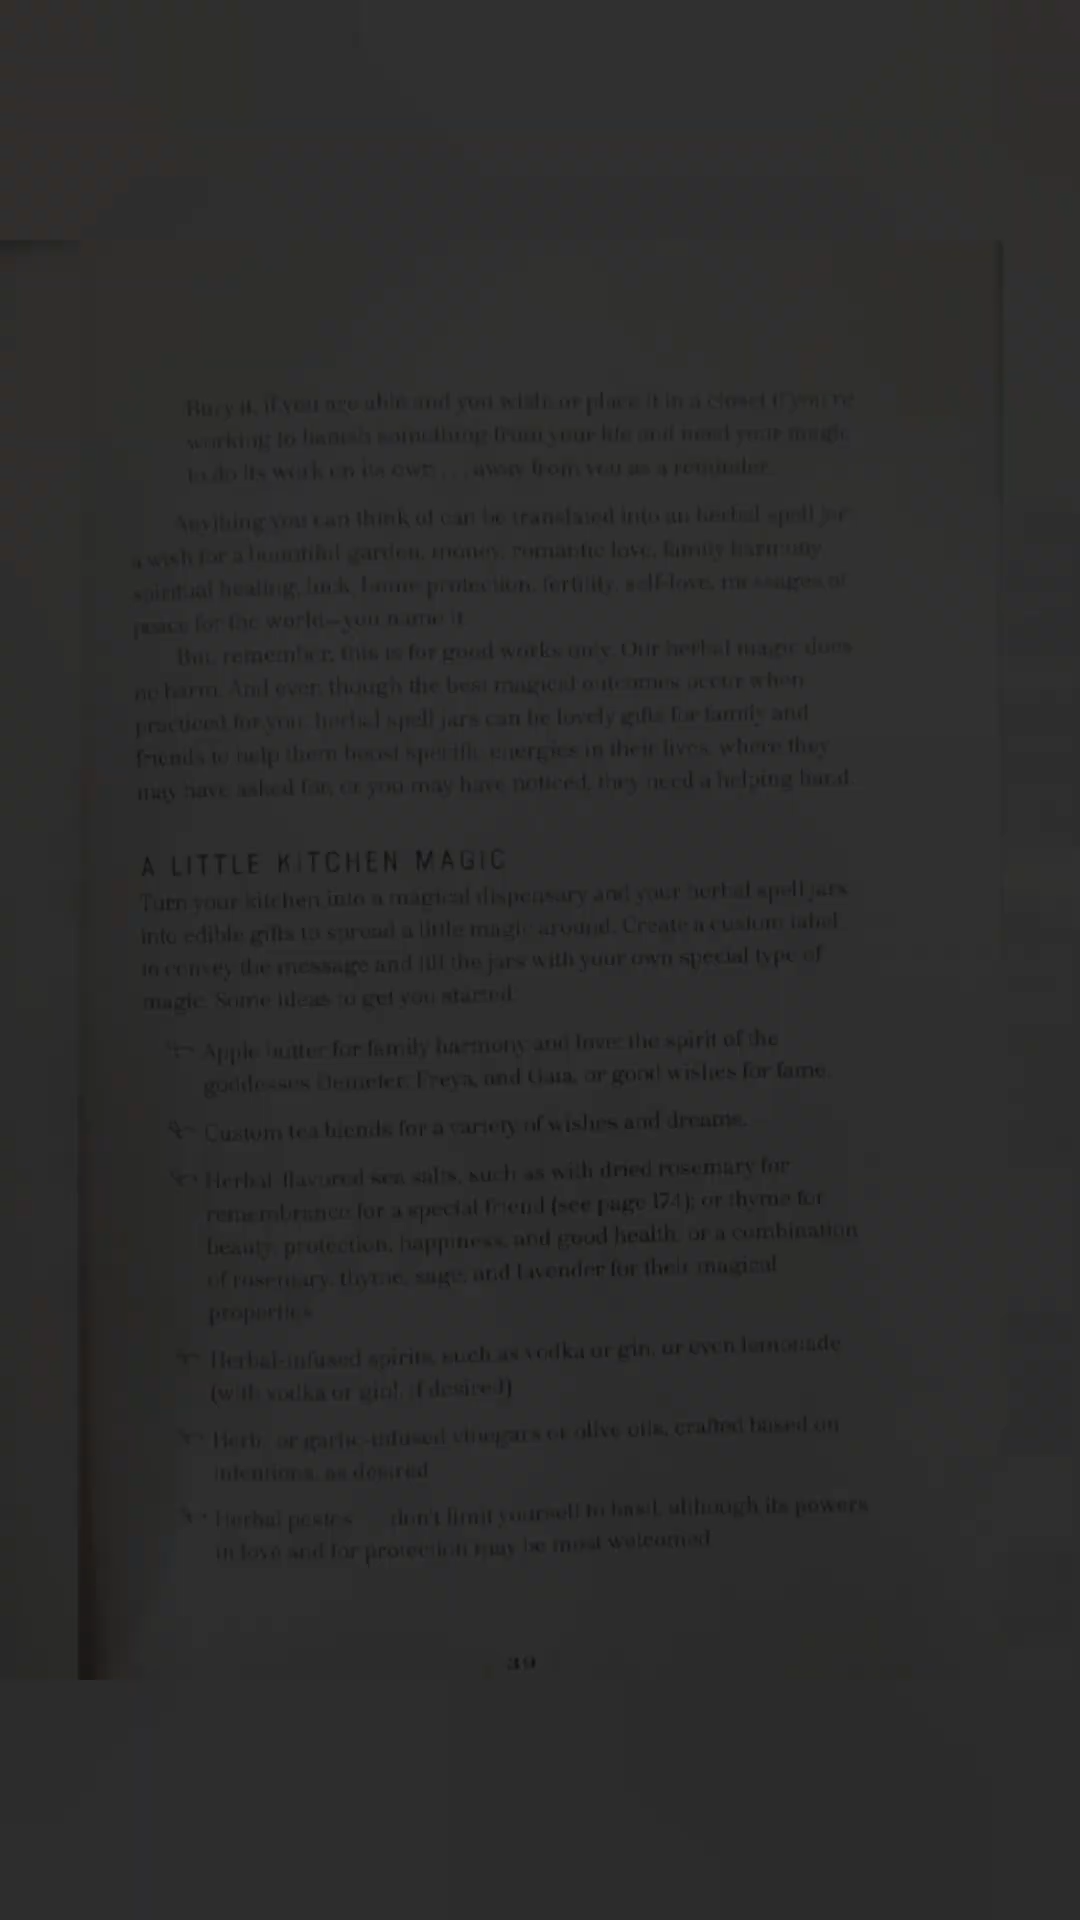 Bury it, if you are able and you wish, or place it in a closet if you're
working to banish something from your life and need your magic
to do its work on its own . . . away from you as a reminder.
Anything you can think of can be translated into an herbal spell jar:
a wish for a bountiful garden, money, romantic love, family harmony,
spiritual healing, luck, home protection, fertility, self-love, messages of
peace for the world—you name it.
But, remember, this is for good works only. Our herbal magic does
no harm. And even though the best magical outcomes occur when
practiced for you, herbal spell jars can be lovely gifts for family and
friends to help them boost specific energies in their lives, where they
may have asked for, or you may have noticed, they need a helping hand.
A LITTLE KITCHEN MAGIC
Turn your kitchen into a magical dispensary and your herbal spell jars
into edible gifts to spread a little magic around. Create a custom label
to convey the message and fill the jars with your own special type of
magic. Some ideas to get you started:
Apple butter for family harmony and love; the spirit of the
goddesses Demeter, Freya, and Gaia; or good wishes for fame.
Custom tea blends for a variety of wishes and dreams.
Herbal-flavored sea salts, such as with dried rosemary for
remembrance for a special friend (see page 174); or thyme for
beauty, protection, happiness, and good health; or a combination
of rosemary, thyme, sage, and lavender for their magical
properties.
Herbal-infused spirits, such as vodka or gin, or even lemonade
(with vodka or gin!, if desired)
Herb- or garlic-infused vinegars or olive oils, crafted based on
intentions, as desired
Herbal pestos . . . don't limit yourself to basil, although its powers
in love and for protection may be most welcomed
39